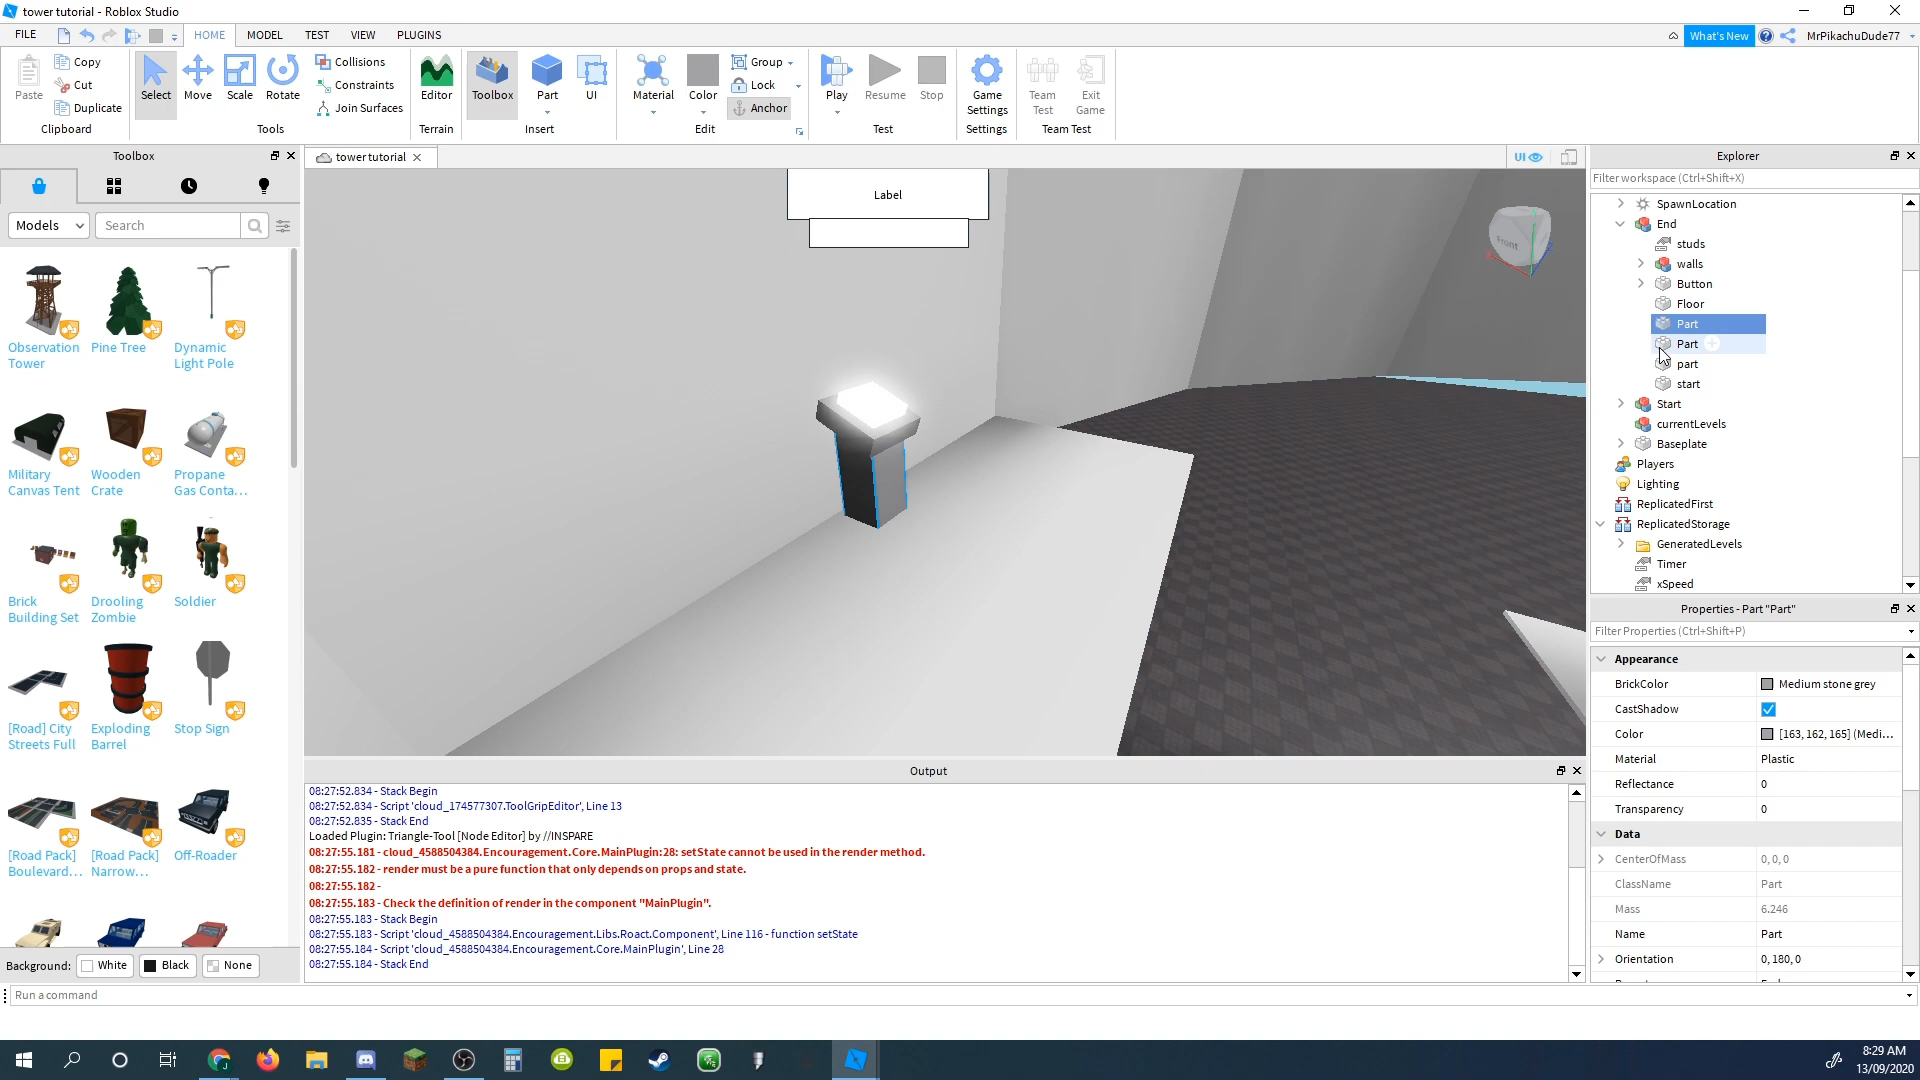 tower tutorial - Roblox Studio
FILE
HOME
MODEL
TEST
VIEW
PLUGINS
What's New
MrPikachuDude77
Paste
Copy
Cut
Duplicate
Clipboard
Select
Move
Scale
Rotate
Collisions
Constraints
Join Surfaces
Tools
Editor
Terrain
Toolbox
Part
UI
Insert
Material
Color
Group
Lock
Anchor
Edit
Play
Resume
Stop
Test
Game Settings
Settings
Team Test
Exit Game
Team Test
Toolbox
Models
Search
Observation Tower
Pine Tree
Dynamic Light Pole
Military Canvas Tent
Wooden Crate
Propane Gas Conta...
Brick Building Set
Drooling Zombie
Soldier
[Road] City Streets Full
Exploding Barrel
Stop Sign
[Road Pack] Boulevard...
[Road Pack] Narrow...
Off-Roader
Background:
White
Black
None
tower tutorial
UI
Label
Front
Output
08:27:52.834 - Stack Begin
08:27:52.834 - Script 'cloud_174577307.ToolGripEditor', Line 13
08:27:52.835 - Stack End
Loaded Plugin: Triangle-Tool [Node Editor] by //INSPARE
08:27:55.181 - cloud_4588504384.Encouragement.Core.MainPlugin:28: setState cannot be used in the render method.
08:27:55.182 - render must be a pure function that only depends on props and state.
08:27:55.182 -
08:27:55.183 - Check the definition of render in the component "MainPlugin".
08:27:55.183 - Stack Begin
08:27:55.183 - Script 'cloud_4588504384.Encouragement.Libs.Roact.Component', Line 116 - function setState
08:27:55.184 - Script 'cloud_4588504384.Encouragement.Core.MainPlugin', Line 28
08:27:55.184 - Stack End
Run a command
Explorer
Filter workspace (Ctrl+Shift+X)
SpawnLocation
End
studs
walls
Button
Floor
Part
Part
part
start
Start
currentLevels
Baseplate
Players
Lighting
ReplicatedFirst
ReplicatedStorage
GeneratedLevels
Timer
xSpeed
Properties - Part "Part"
Filter Properties (Ctrl+Shift+P)
Appearance
BrickColor Medium stone grey
CastShadow
Color [163, 162, 165] (Medi...
Material Plastic
Reflectance 0
Transparency 0
Data
CenterOfMass 0, 0, 0
ClassName Part
Mass 6.246
Name Part
Orientation 0, 180, 0
8:29 AM
13/09/2020